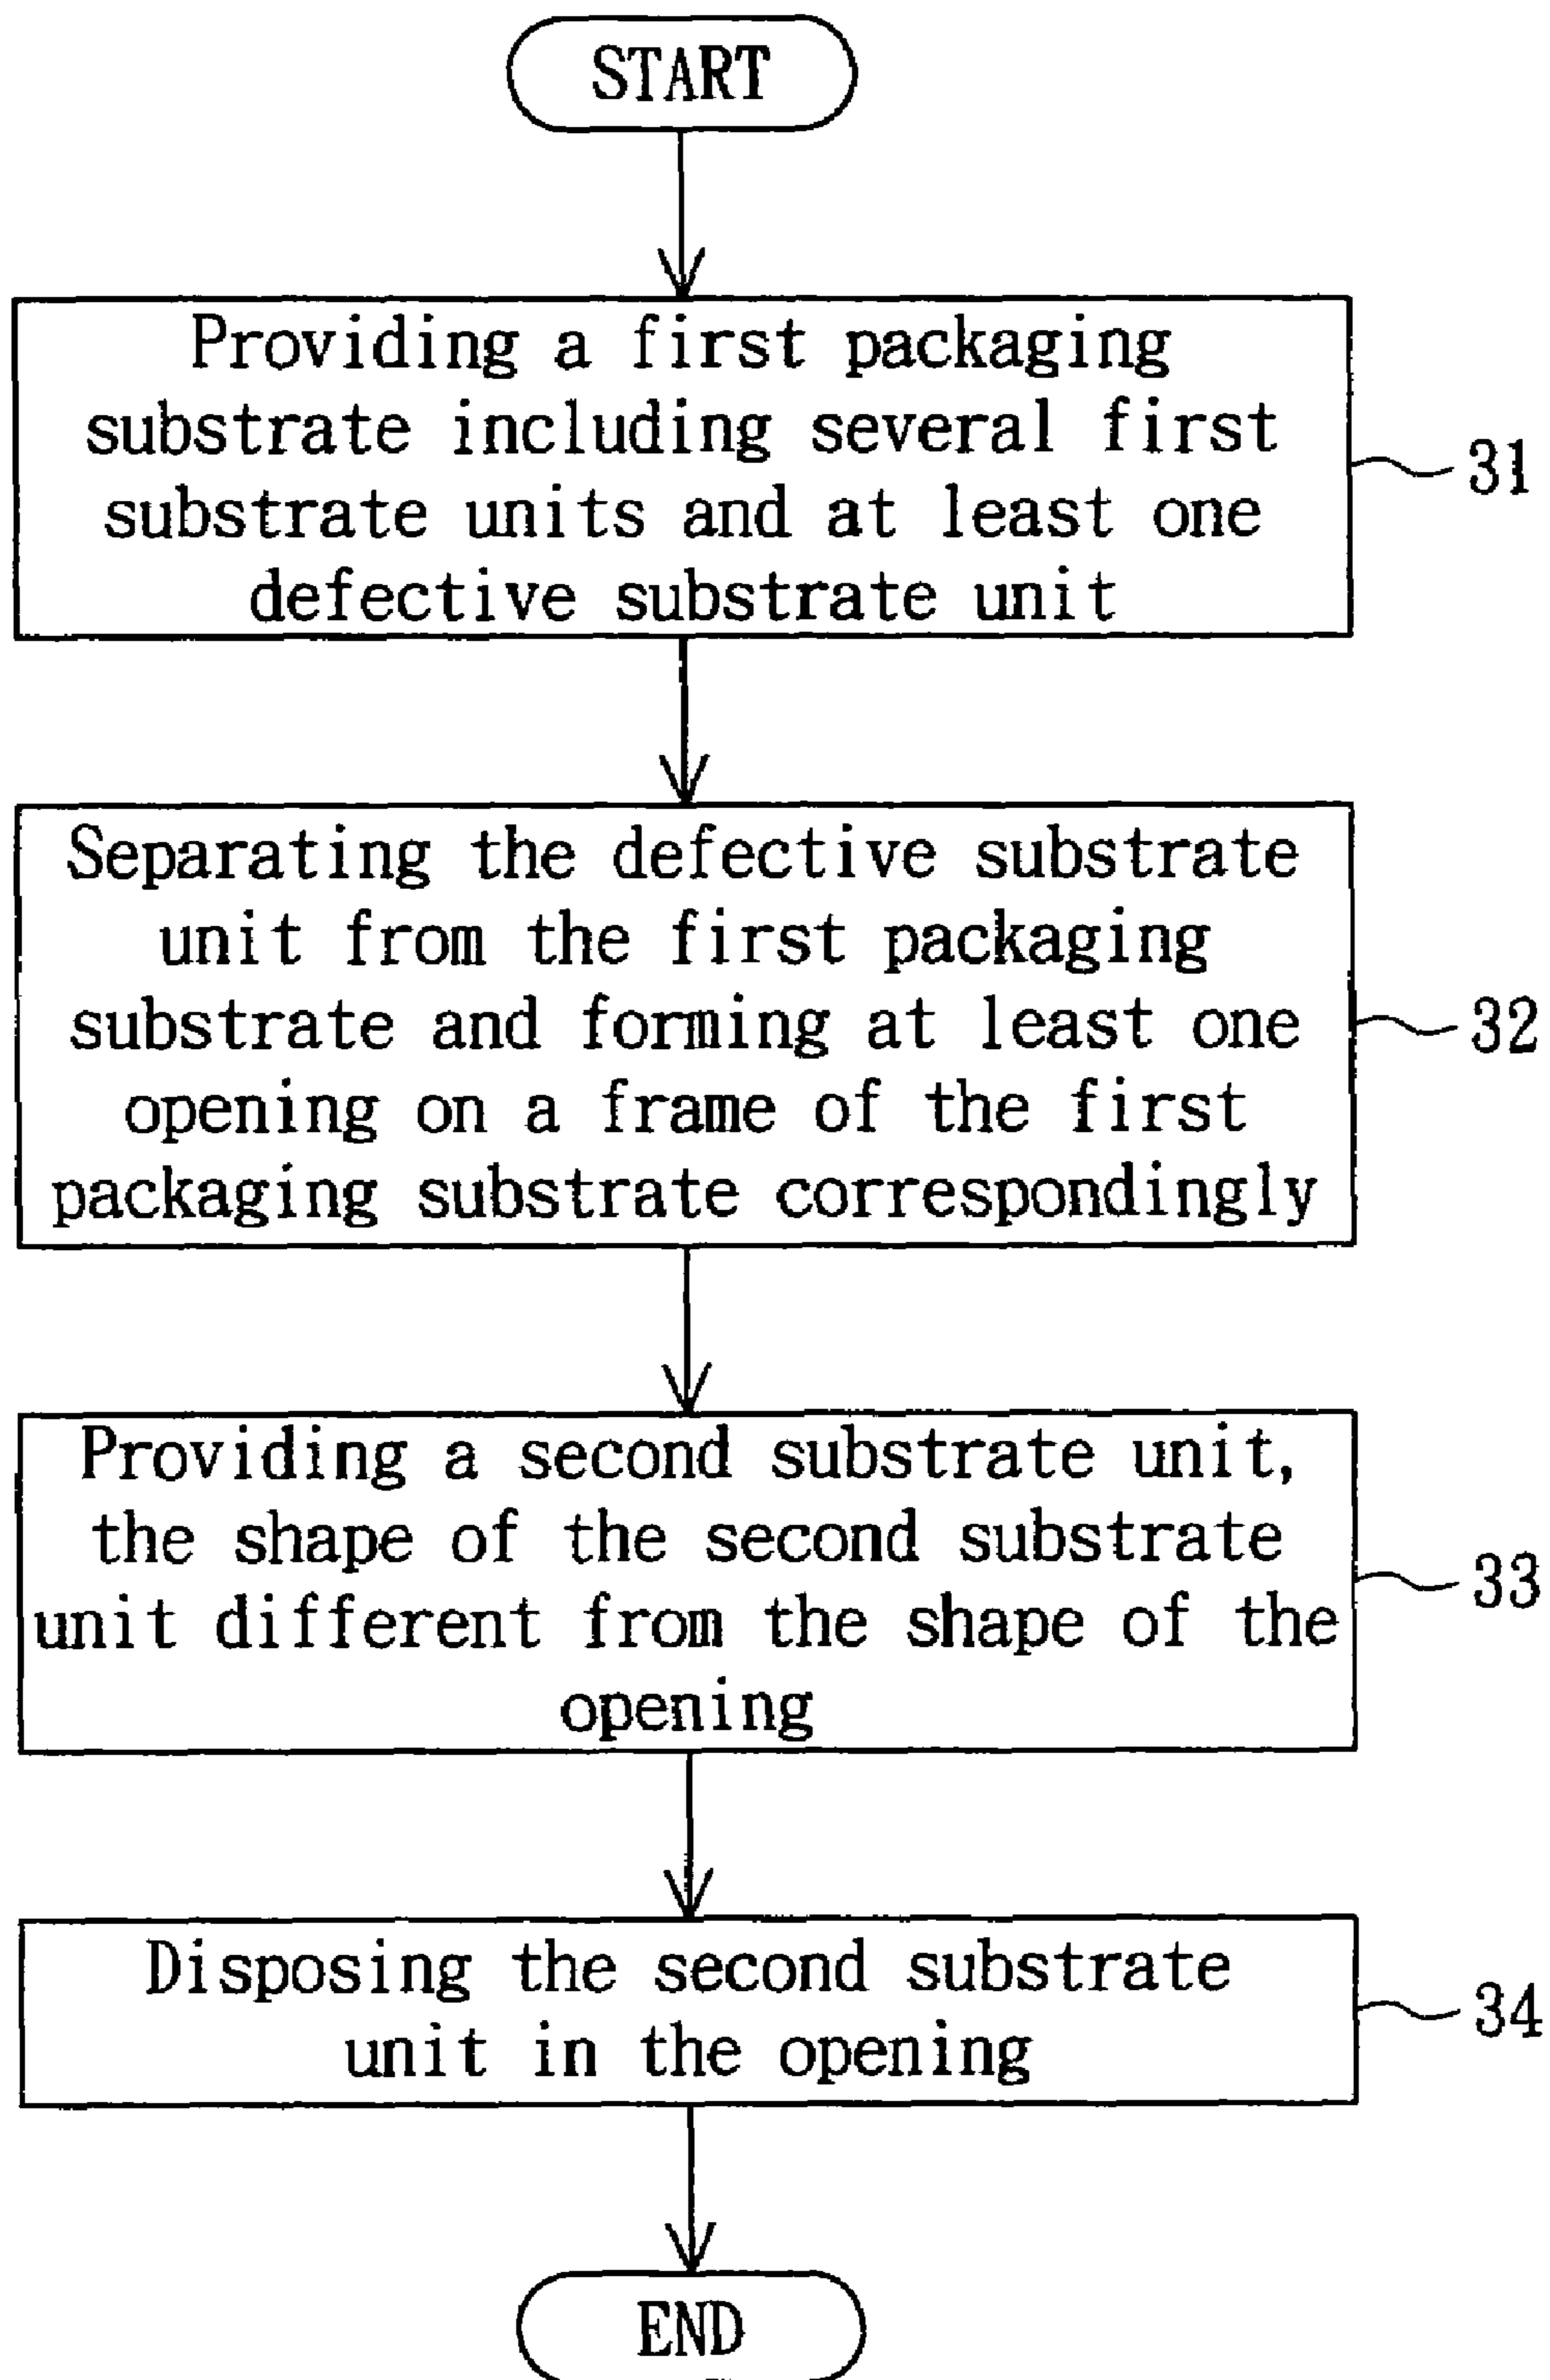 START
Providing a first packaging
substrate including several first
substrate units and at least one
defective substrate unit
31
Separating the defective substrate
unit from the first packaging
substrate and forming at least one
opening on a frame of the first
packaging substrate correspondingly
32
Providing a second substrate unit,
the shape of the second substrate
unit different from the shape of the
opening
33
Disposing the second substrate
unit in the opening
34
END